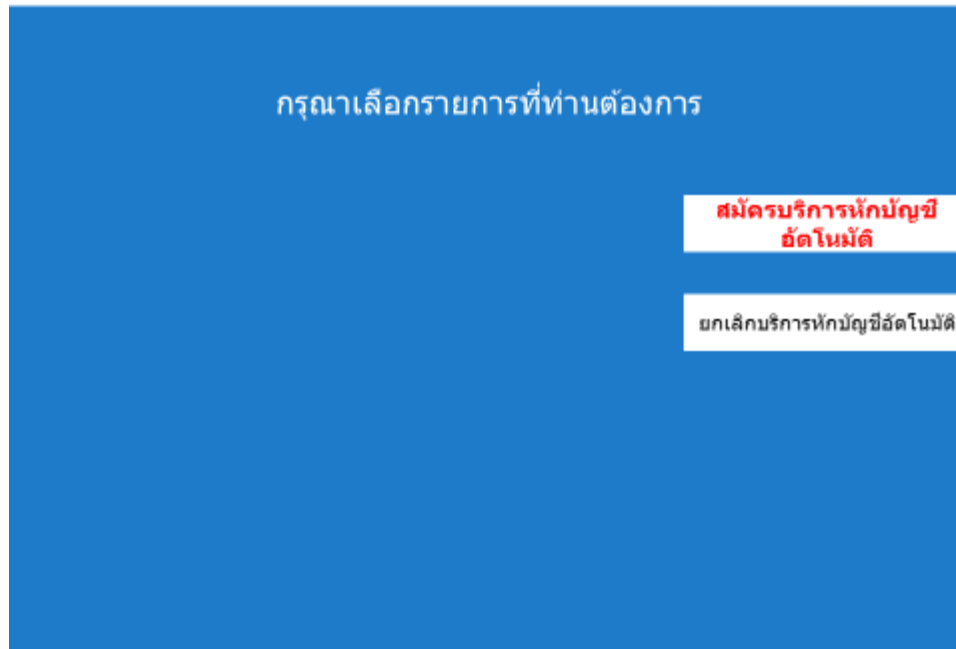 กรุณาเลือกรายการที่ท่านต้องการ
สมัครบริการหักบัญชี
อัตโนมัติ
ยกเลิกบริการหักบัญชีอัตโนมัติ